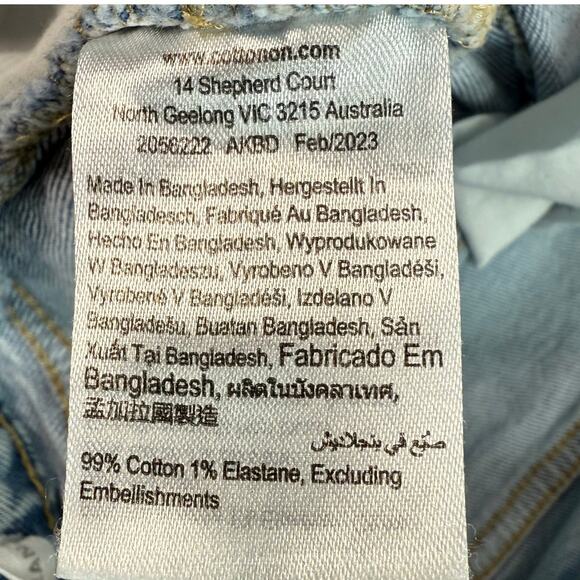 www.cottonon.com
14 Shepherd Court
North Geelong VIC 3215 Australia
2056222 AKBD Feb/2023
Made In Bangladesh, Hergestellt In
Bangladesch, Fabriqué Au Bangladesh,
Hecho En Bangladesh, Wyprodukowane
W Bangladeszu, Vyrobeno V Bangladéši,
Vyrobené V Bangladéši, Izdelano V
Bangladešu, Buatan Bangladesh, Sản
Xuất Tại Bangladesh, Fabricado Em
Bangladesh, ผลิตในบังคลาเทศ,
孟加拉國製造
صنع في بنجلاديش
99% Cotton 1% Elastane, Excluding
Embellishments